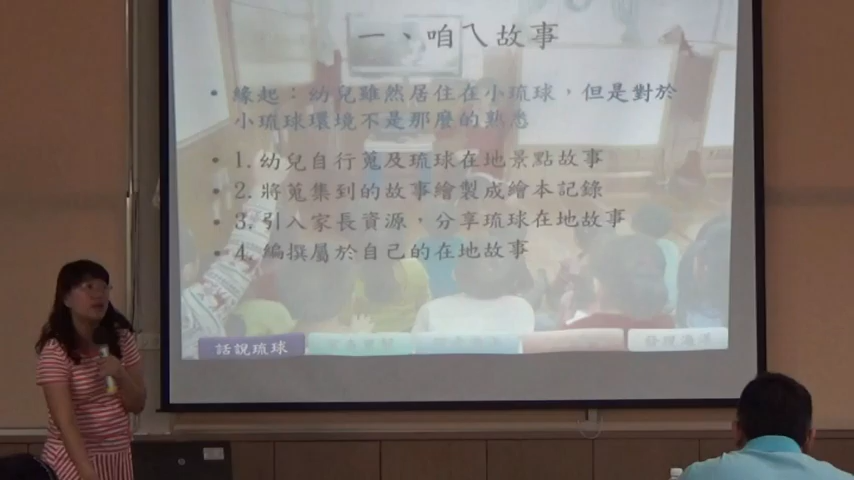 一、咱ㄟ故事
• 緣起：幼兒雖然居住在小琉球，但是對於
小琉球環境不是那麼的熟悉
• 1. 幼兒自行蒐及琉球在地景點故事
• 2. 將蒐集到的故事繪製成繪本記錄
• 3. 引入家長資源，分享琉球在地故事
• 4. 編撰屬於自己的在地故事
話說琉球